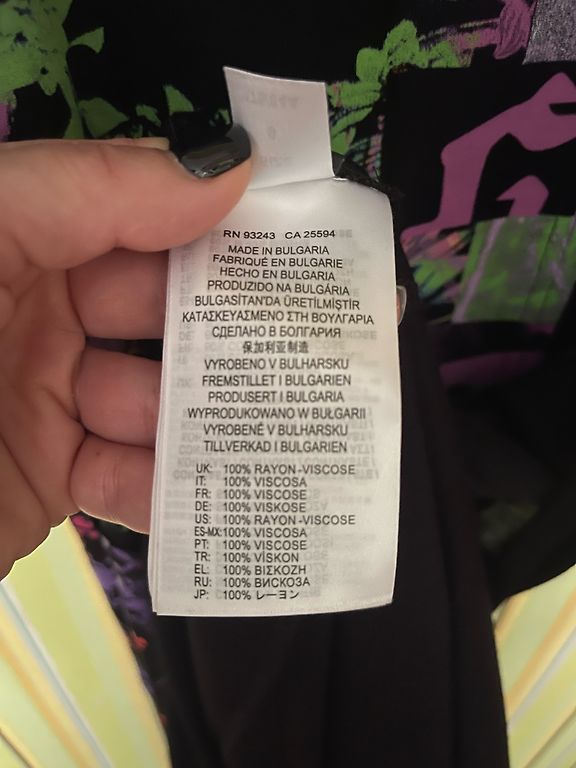 RN 93243 CA 25594
MADE IN BULGARIA
FABRIQUÉ EN BULGARIE
HECHO EN BULGARIA
PRODUZIDO NA BULGÁRIA
BULGASİTAN'DA ÜRETİLMİŞTİR
ΚΑΤΑΣΚΕΥΑΣΜΕΝΟ ΣΤΗ ΒΟΥΛΓΑΡΙΑ
СДЕЛАНО В БОЛГАРИЯ
保加利亚制造
VYROBENO V BULHARSKU
FREMSTILLET I BULGARIEN
PRODUSERT I BULGARIA
WYPRODUKOWANO W BUŁGARII
VYROBENÉ V BULHARSKU
TILLVERKAD I BULGARIEN
UK: 100% RAYON-VISCOSE
IT: 100% VISCOSA
FR: 100% VISCOSE
DE: 100% VISKOSE
US: 100% RAYON-VISCOSE
ES-MX: 100% VISCOSA
PT: 100% VISCOSE
TR: 100% VİSKON
EL: 100% ΒΙΣΚΟΖΗ
RU: 100% ВИСКОЗА
JP: 100% レーヨン